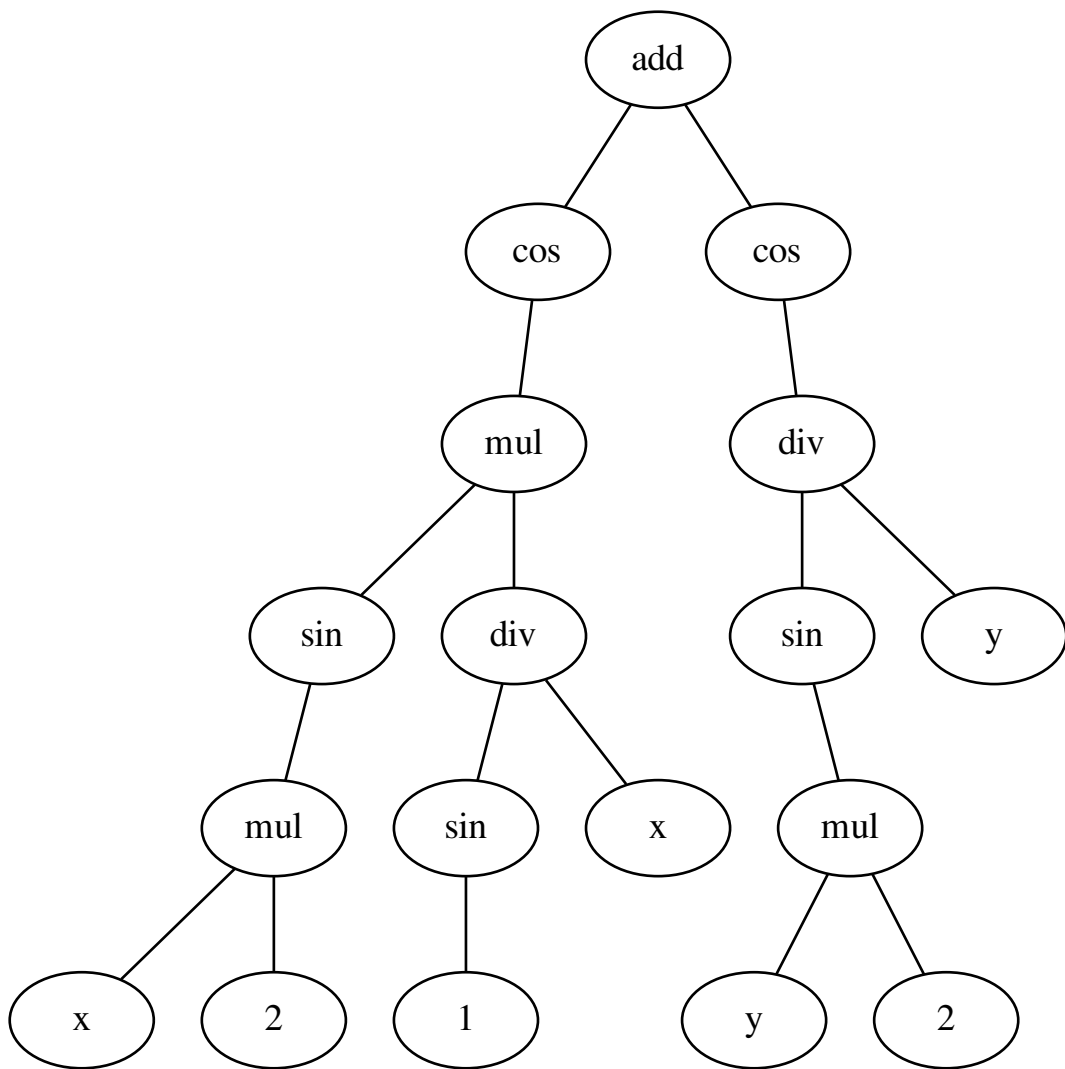 add
cos cos
mul div
sin div sin y
mul sin x mul
x 2 1 y 2